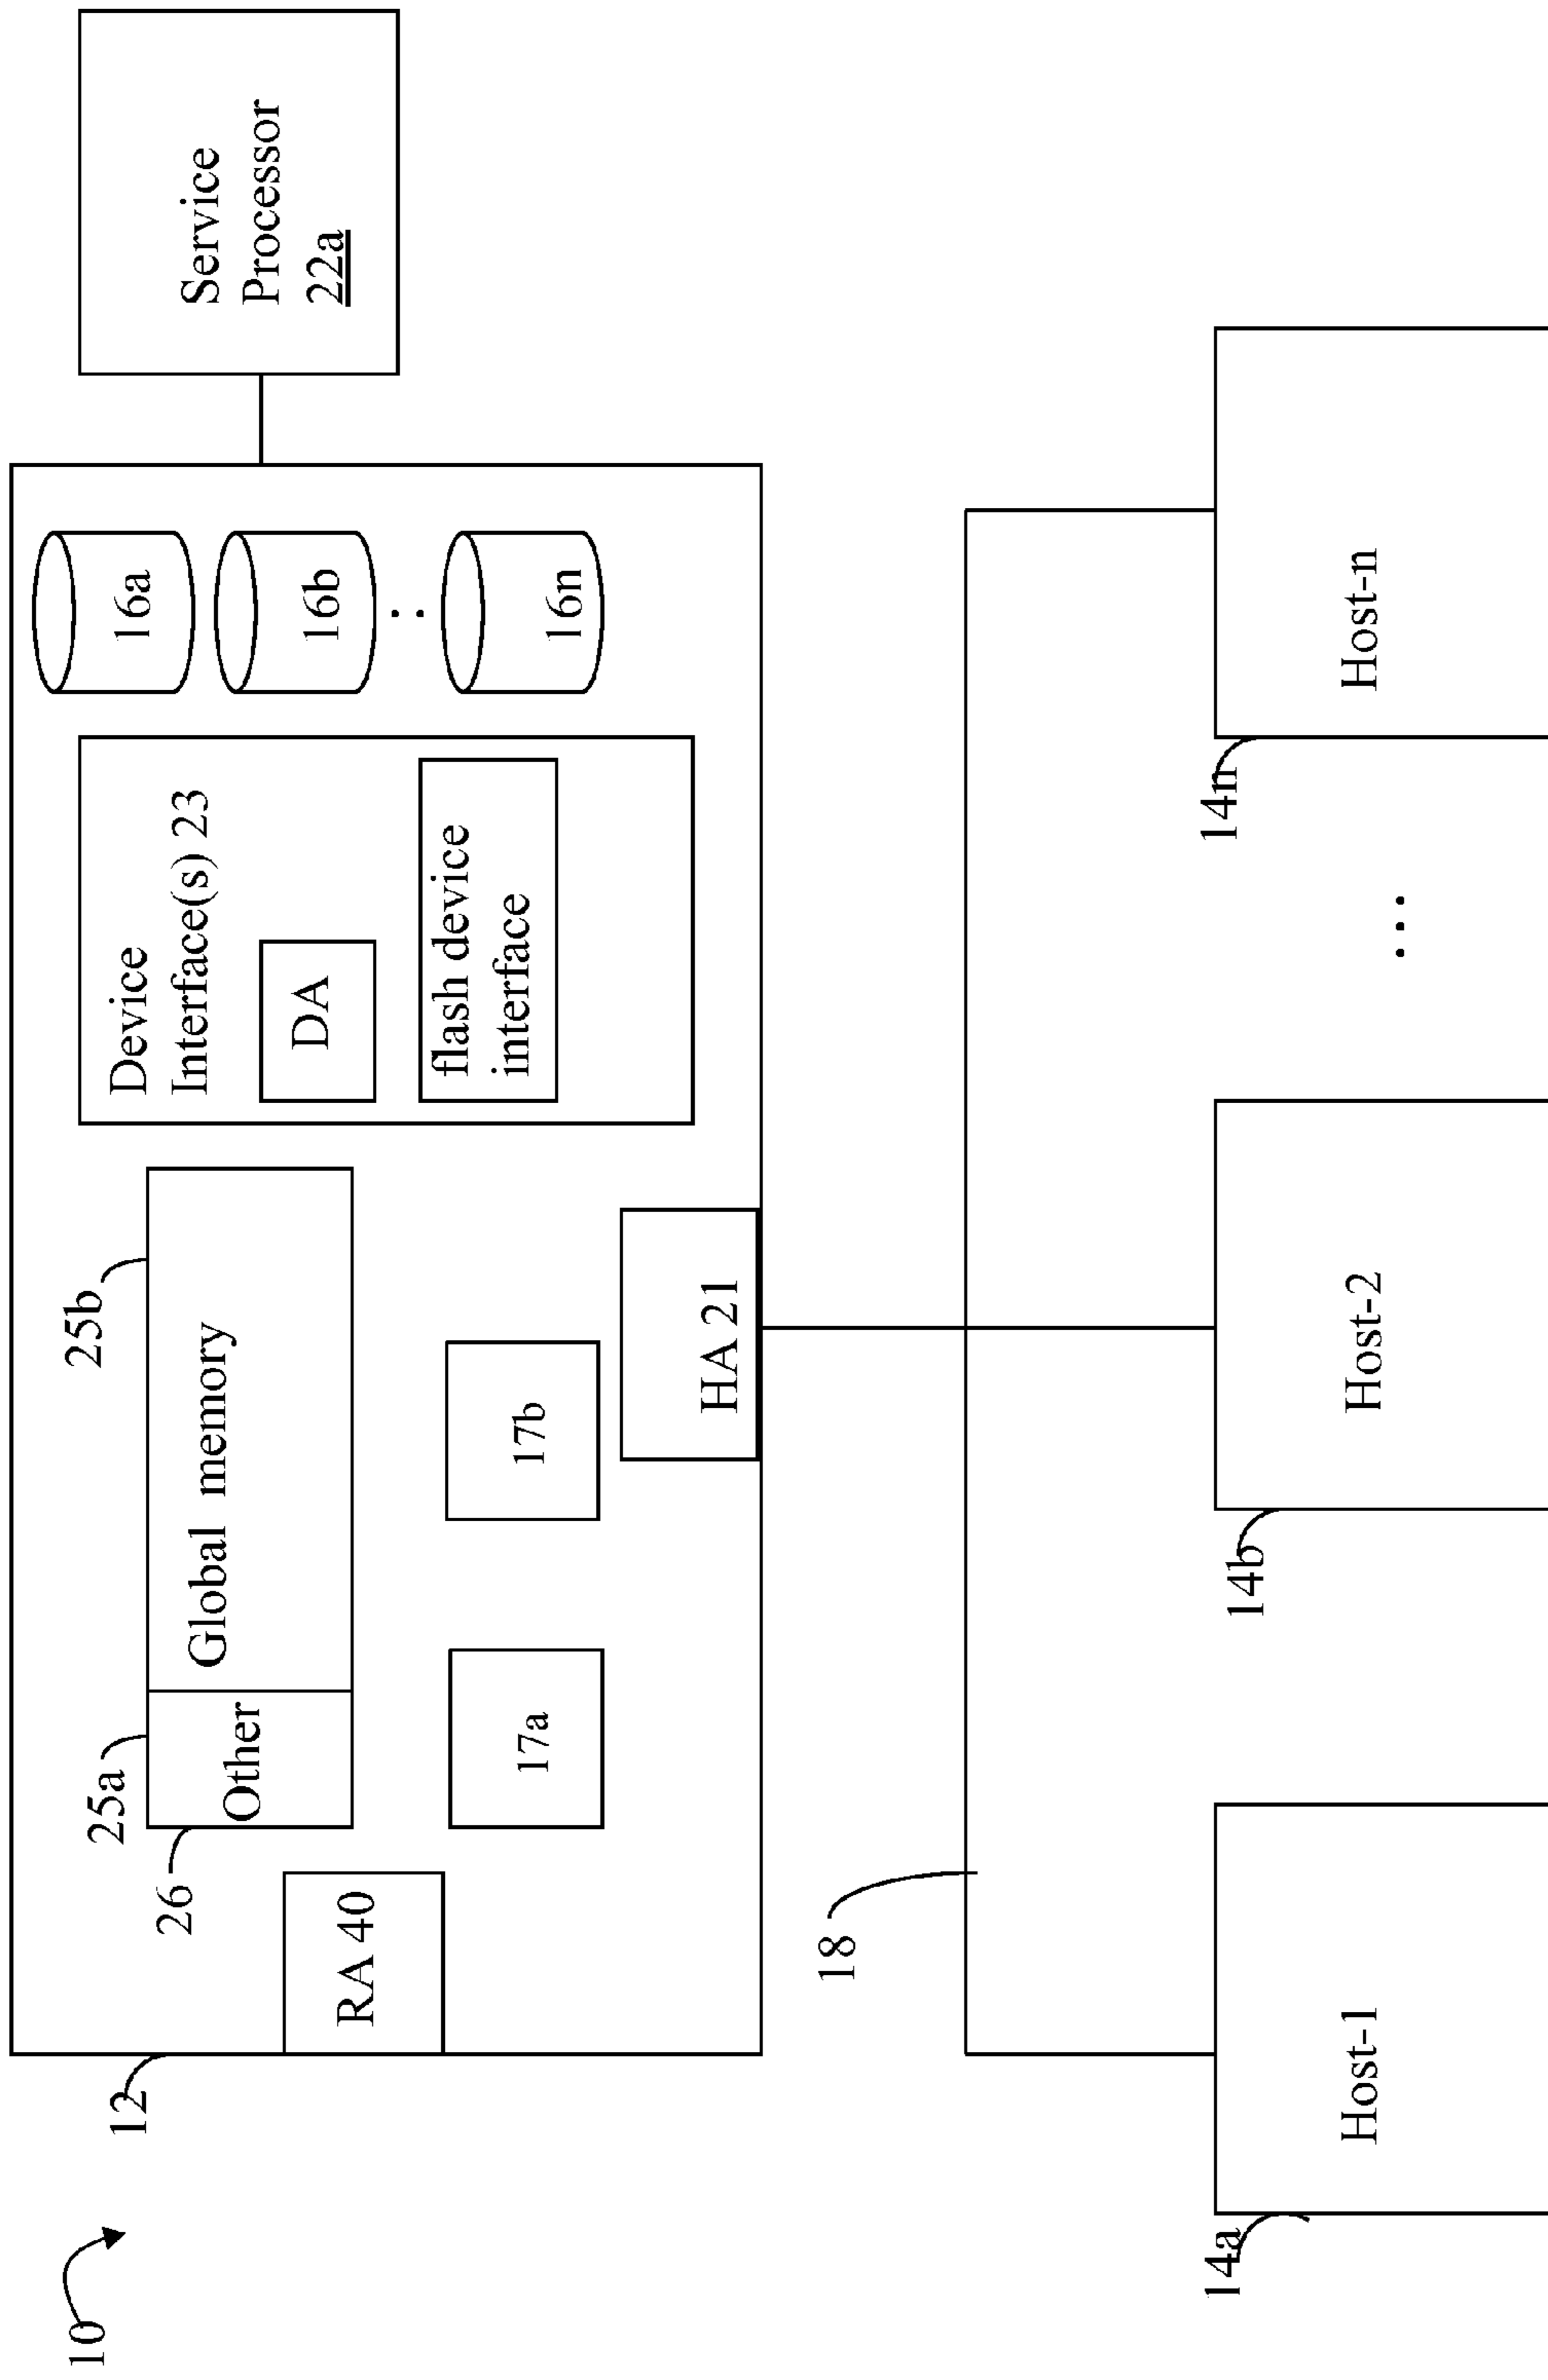 10
12
26
25a
25b
Other
Global memory
RA 40
17a
17b
HA 21
Device
Interface(s) 23
DA
flash device
interface
16a
16b
:
16n
Service
Processor
22a
18
14a
Host-1
14b
Host-2
...
14n
Host-n